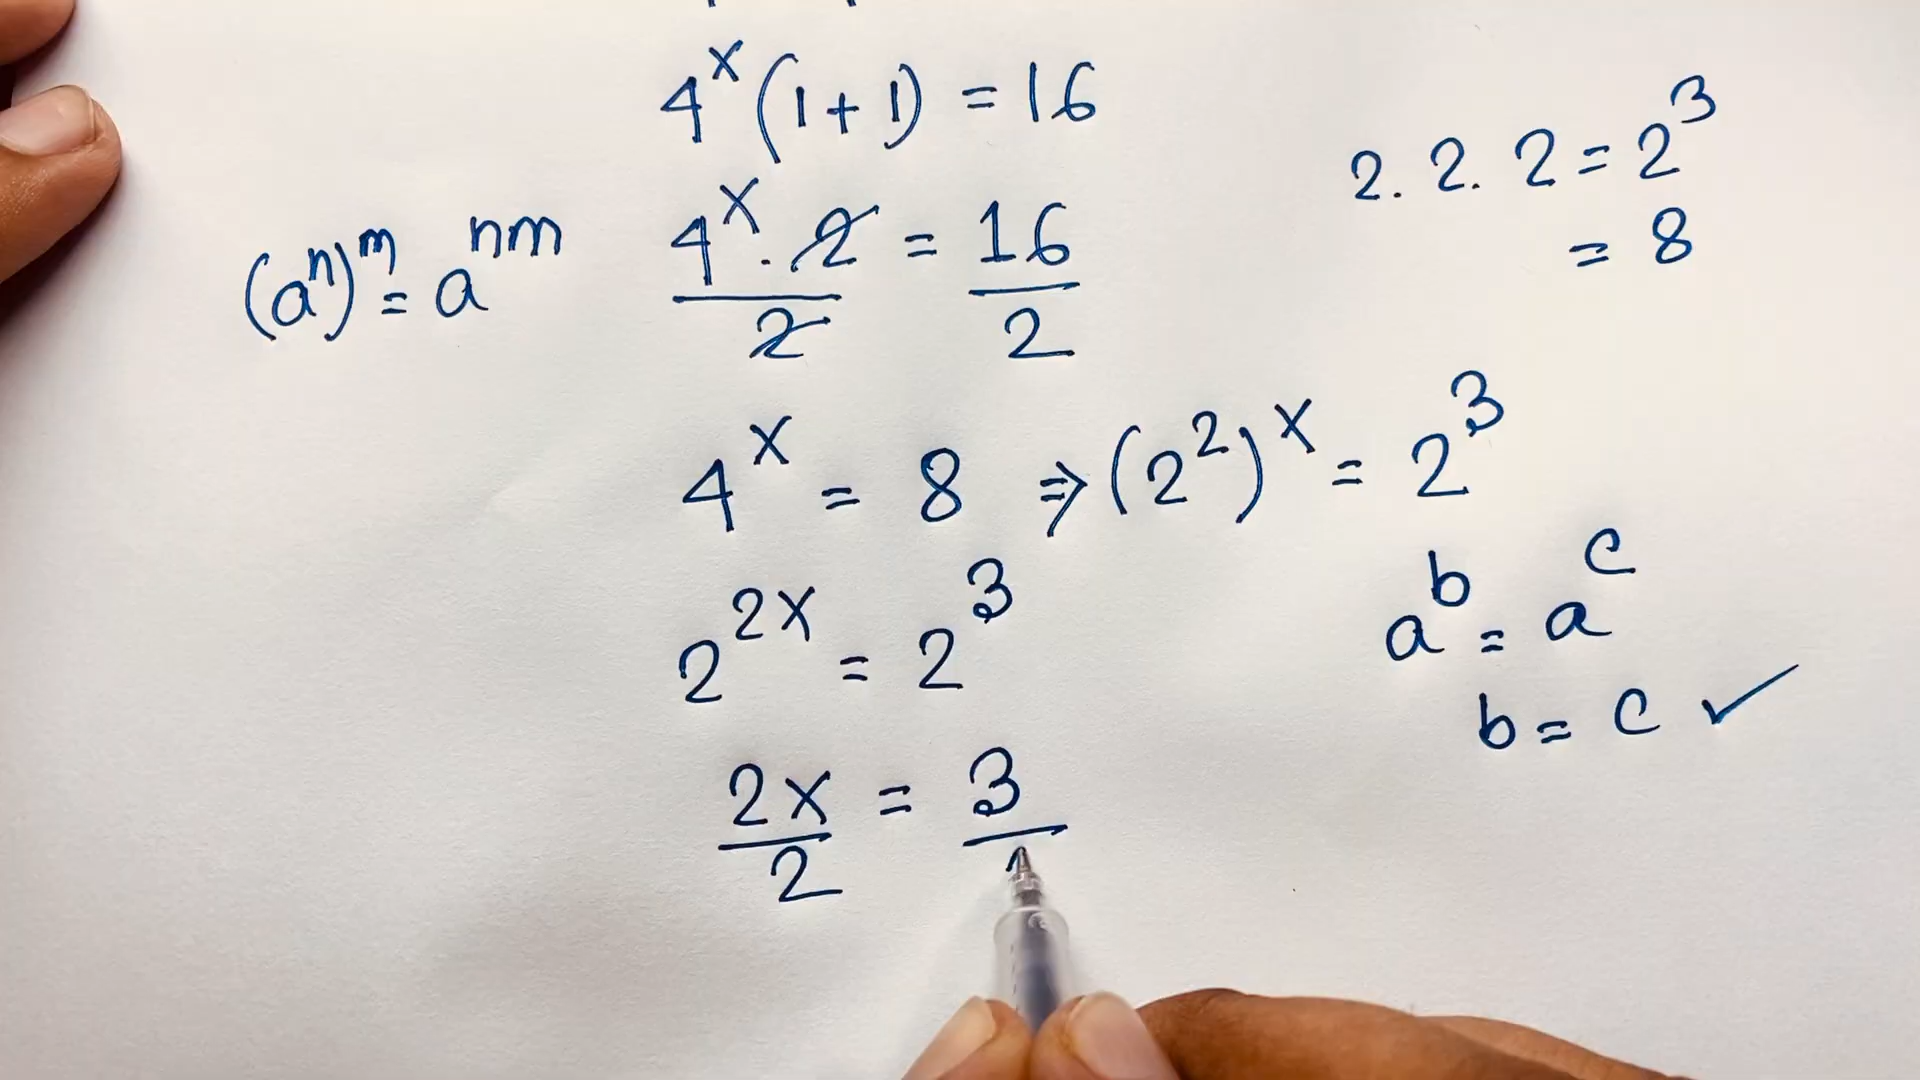 4^x (1+1) = 16
2. 2. 2 = 2^3
= 8
(a^n)^m = a^nm
4^x . 2 / 2 = 16 / 2
4^x = 8 ⇒ (2^2)^x = 2^3
2^2x = 2^3
a^b = a^c
b = c ✓
2x / 2 = 3 /